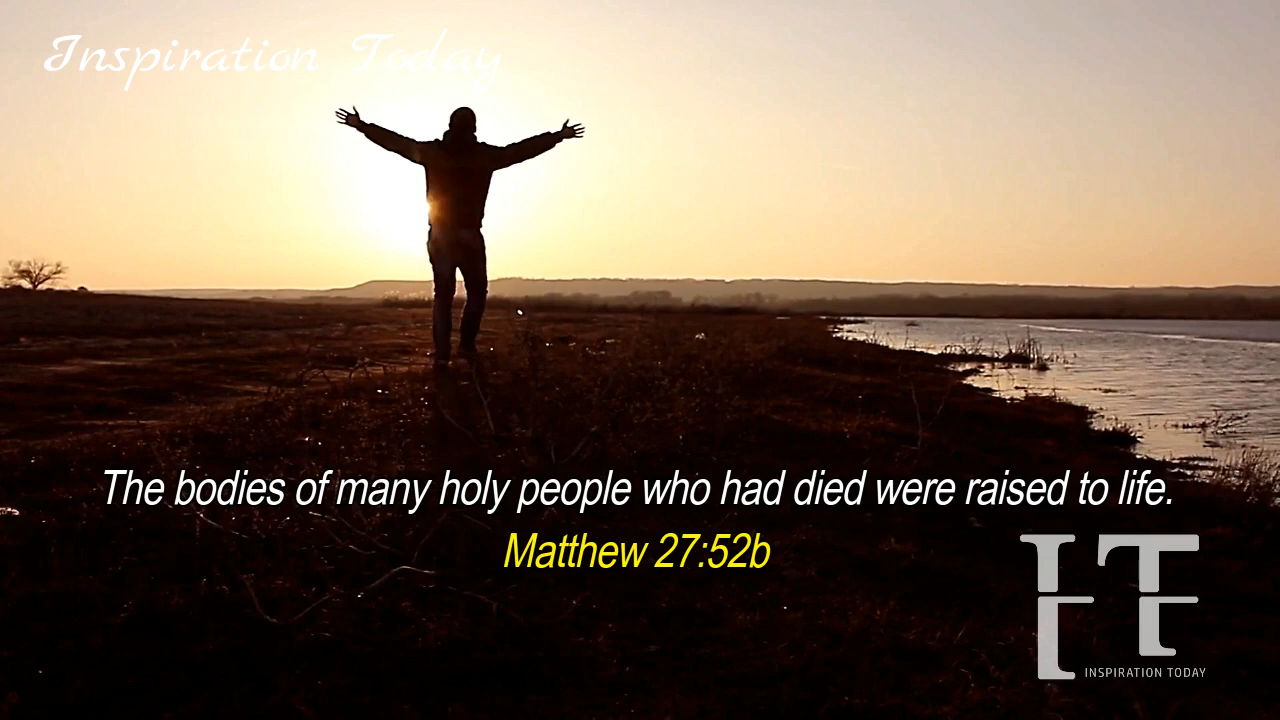 Inspiration Today
The bodies of many holy people who had died were raised to life.
Matthew 27:52b
IT
INSPIRATION TODAY